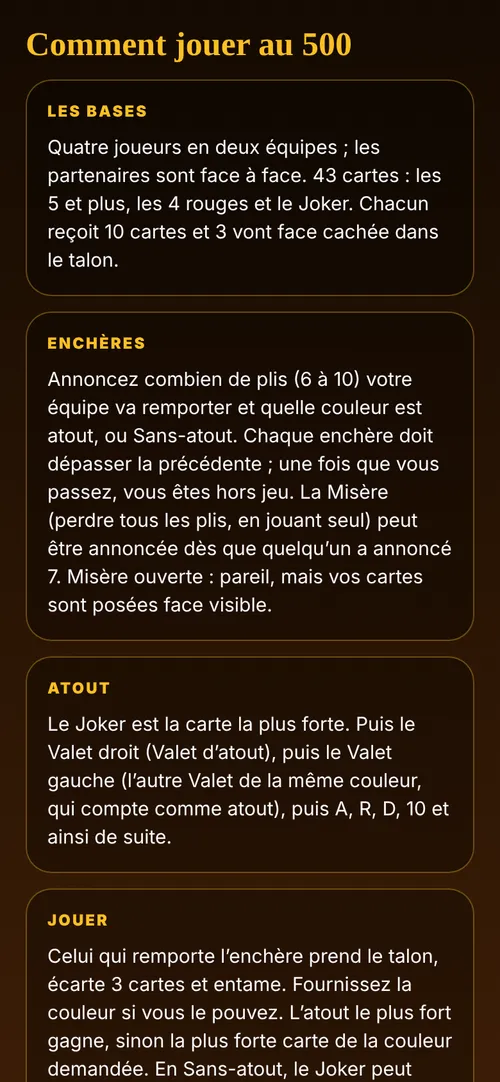 Comment jouer au 500
LES BASES
Quatre joueurs en deux équipes ; les
partenaires sont face à face. 43 cartes : les
5 et plus, les 4 rouges et le Joker. Chacun
reçoit 10 cartes et 3 vont face cachée dans
le talon.
ENCHÈRES
Annoncez combien de plis (6 à 10) votre
équipe va remporter et quelle couleur est
atout, ou Sans-atout. Chaque enchère doit
dépasser la précédente ; une fois que vous
passez, vous êtes hors jeu. La Misère
(perdre tous les plis, en jouant seul) peut
être annoncée dès que quelqu’un a annoncé
7. Misère ouverte : pareil, mais vos cartes
sont posées face visible.
ATOUT
Le Joker est la carte la plus forte. Puis le
Valet droit (Valet d’atout), puis le Valet
gauche (l’autre Valet de la même couleur,
qui compte comme atout), puis A, R, D, 10 et
ainsi de suite.
JOUER
Celui qui remporte l’enchère prend le talon,
écarte 3 cartes et entame. Fournissez la
couleur si vous le pouvez. L’atout le plus fort
gagne, sinon la plus forte carte de la couleur
demandée. En Sans-atout, le Joker peut